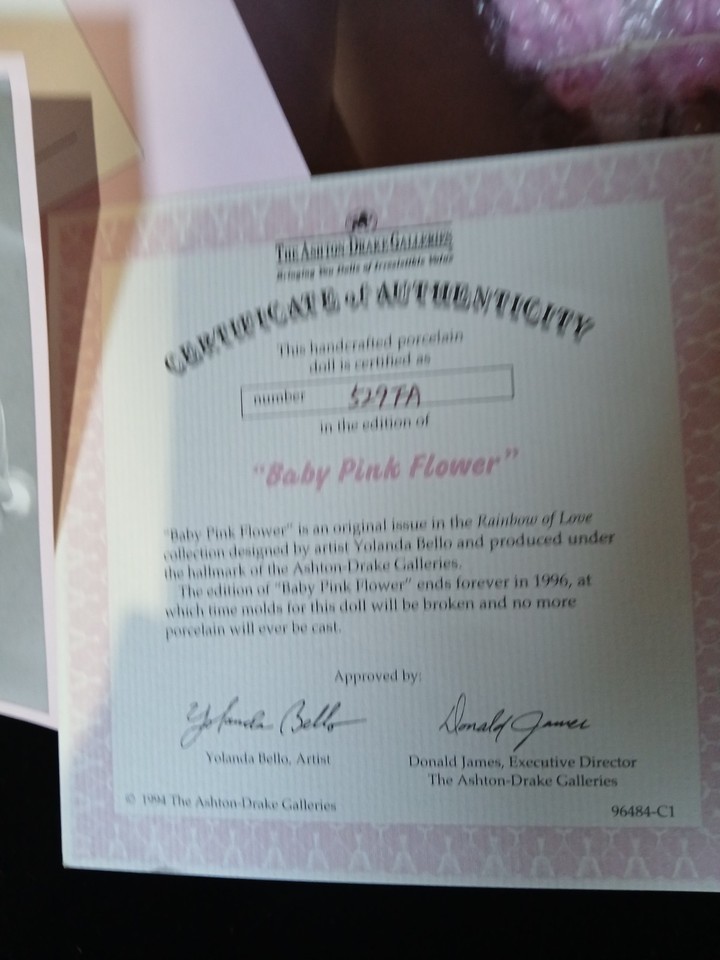 THE ASHTON-DRAKE GALLERIES
Bringing You Dolls of Irresistible Value
CERTIFICATE of AUTHENTICITY
This handcrafted porcelain
doll is certified as
number 529FA
in the edition of
"Baby Pink Flower"
"Baby Pink Flower" is an original issue in the Rainbow of Love
collection designed by artist Yolanda Bello and produced under
the hallmark of the Ashton-Drake Galleries.
The edition of "Baby Pink Flower" ends forever in 1996, at
which time molds for this doll will be broken and no more
porcelain will ever be cast.
Approved by:
Yolanda Bello Donald James
Yolanda Bello, Artist Donald James, Executive Director
The Ashton-Drake Galleries
© 1994 The Ashton-Drake Galleries 96484-C1